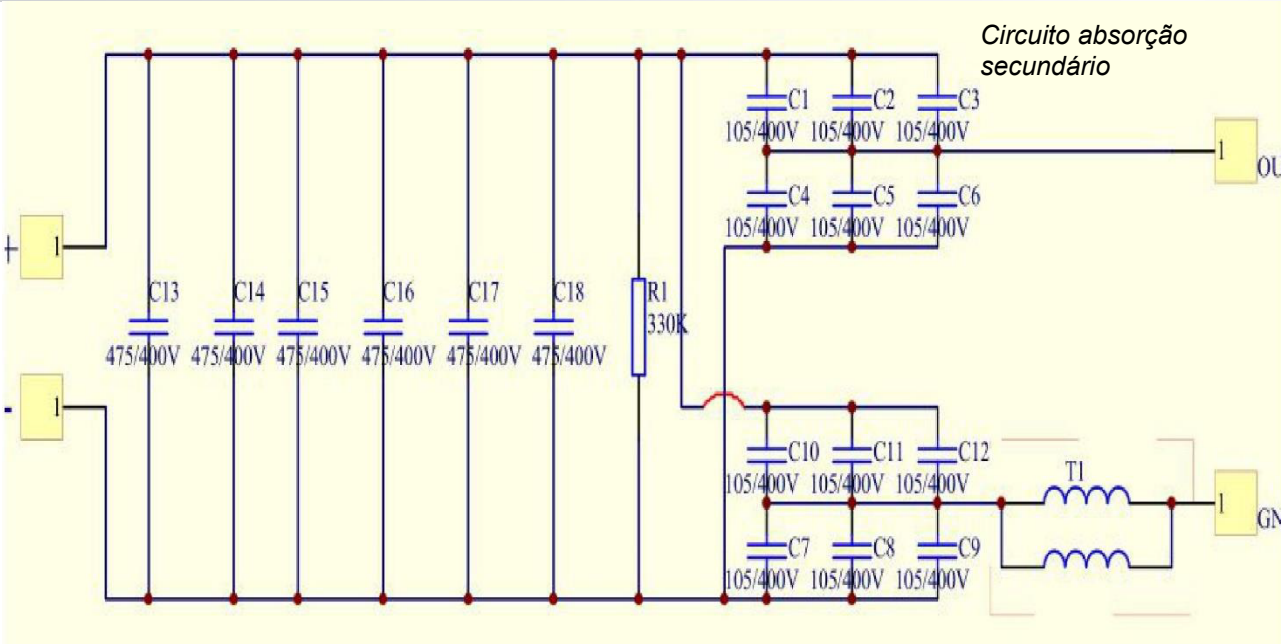 Circuito absorção
secundário
C1 C2 C3
105/400V 105/400V 105/400V
1 OU
C4 C5 C6
105/400V 105/400V 105/400V
+ 1
C13 C14 C15 C16 C17 C18 R1
330K
475/400V 475/400V 475/400V 475/400V 475/400V 475/400V
- 1
C10 C11 C12
105/400V 105/400V 105/400V
T1
1 GN
C7 C8 C9
105/400V 105/400V 105/400V